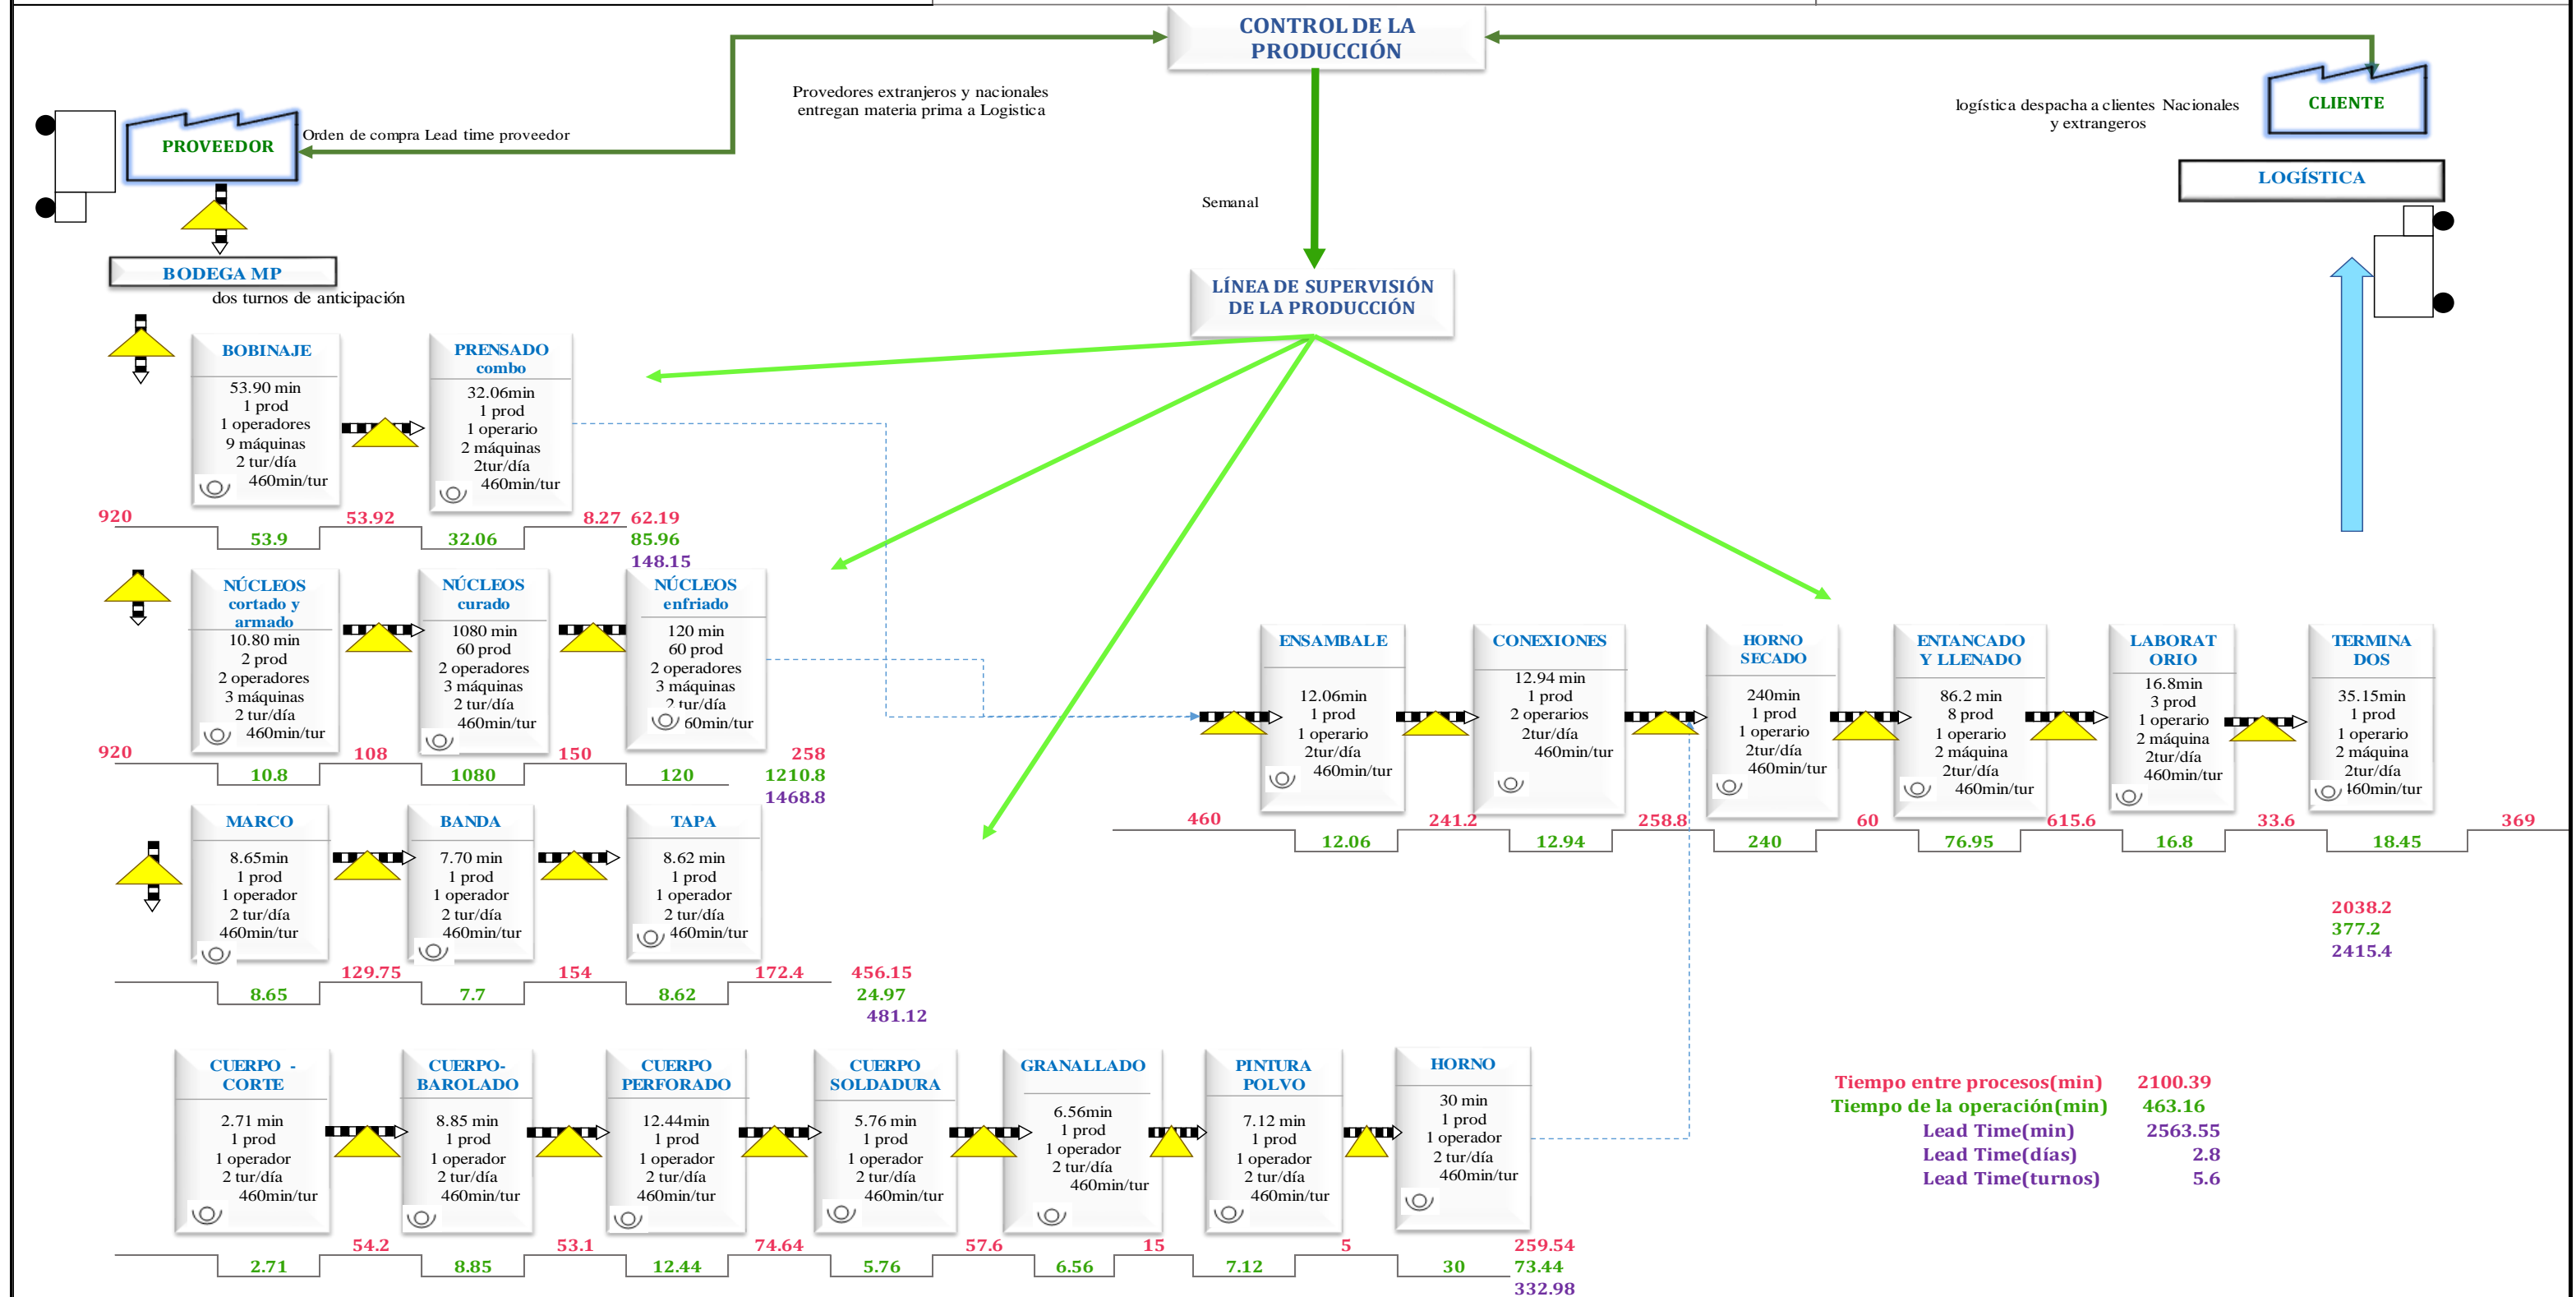 CONTROL DE LA
PRODUCCIÓN
Provedores extranjeros y nacionales
entregan materia prima a Logistica
logística despacha a clientes Nacionales
y extrangeros
CLIENTE
PROVEEDOR
Orden de compra Lead time proveedor
LOGÍSTICA
Semanal
BODEGA MP
dos turnos de anticipación
LÍNEA DE SUPERVISIÓN
DE LA PRODUCCIÓN
BOBINAJE
53.90 min
1 prod
1 operadores
9 máquinas
2 tur/día
460min/tur
PRENSADO
combo
32.06min
1 prod
1 operario
2 máquinas
2tur/día
460min/tur
920
53.9
53.92
32.06
8.27
62.19
85.96
148.15
NÚCLEOS
cortado y
armado
10.80 min
2 prod
2 operadores
3 máquinas
2 tur/día
460min/tur
NÚCLEOS
curado
1080 min
60 prod
2 operadores
3 máquinas
2 tur/día
460min/tur
NÚCLEOS
enfriado
120 min
60 prod
2 operadores
3 máquinas
2 tur/día
60min/tur
920
10.8
108
1080
150
120
258
1210.8
1468.8
ENSAMBALE
12.06min
1 prod
1 operario
2tur/día
460min/tur
CONEXIONES
12.94 min
1 prod
2 operarios
2tur/día
460min/tur
HORNO
SECADO
240min
1 prod
1 operario
2tur/día
460min/tur
ENTANCADO
Y LLENADO
86.2 min
8 prod
1 operario
2 máquina
2tur/día
460min/tur
LABORAT
ORIO
16.8min
3 prod
1 operario
2 máquina
2tur/día
460min/tur
TERMINA
DOS
35.15min
1 prod
1 operario
2 máquina
2tur/día
460min/tur
460
12.06
241.2
12.94
258.8
240
60
76.95
615.6
16.8
33.6
18.45
369
2038.2
377.2
2415.4
MARCO
8.65min
1 prod
1 operador
2 tur/día
460min/tur
BANDA
7.70 min
1 prod
1 operador
2 tur/día
460min/tur
TAPA
8.62 min
1 prod
1 operador
2 tur/día
460min/tur
8.65
129.75
7.7
154
8.62
172.4
456.15
24.97
481.12
CUERPO -
CORTE
2.71 min
1 prod
1 operador
2 tur/día
460min/tur
CUERPO-
BAROLADO
8.85 min
1 prod
1 operador
2 tur/día
460min/tur
CUERPO
PERFORADO
12.44min
1 prod
1 operador
2 tur/día
460min/tur
CUERPO
SOLDADURA
5.76 min
1 prod
1 operador
2 tur/día
460min/tur
GRANALLADO
6.56min
1 prod
1 operador
2 tur/día
460min/tur
PINTURA
POLVO
7.12 min
1 prod
1 operador
2 tur/día
460min/tur
HORNO
30 min
1 prod
1 operador
2 tur/día
460min/tur
2.71
54.2
8.85
53.1
12.44
74.64
5.76
57.6
6.56
15
7.12
5
30
259.54
73.44
332.98
Tiempo entre procesos(min) 2100.39
Tiempo de la operación(min) 463.16
Lead Time(min) 2563.55
Lead Time(días) 2.8
Lead Time(turnos) 5.6